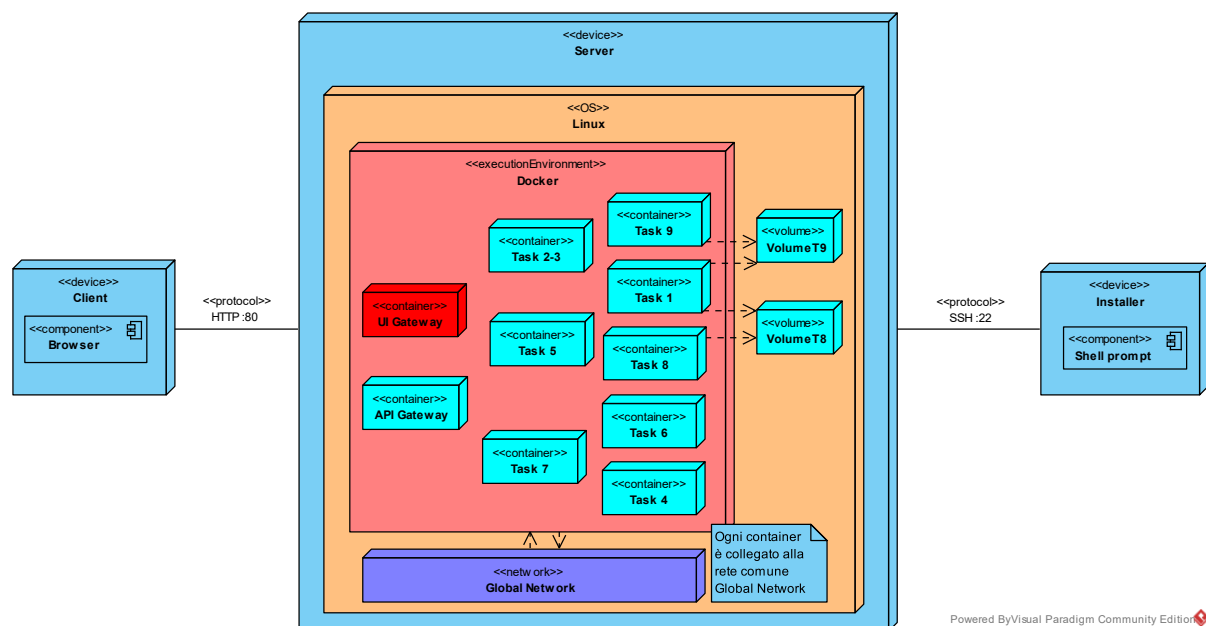 <<device>>
Server
<<OS>>
Linux
<<executionEnvironment>>
Docker
<<container>>
Task 9
<<container>>
Task 2-3
<<volume>>
VolumeT9
<<container>>
Task 1
<<device>>
Client
<<component>>
Browser
<<protocol>>
HTTP :80
<<container>>
UI Gateway
<<container>>
Task 5
<<container>>
Task 8
<<volume>>
VolumeT8
<<protocol>>
SSH :22
<<device>>
Installer
<<component>>
Shell prompt
<<container>>
API Gateway
<<container>>
Task 6
<<container>>
Task 7
<<container>>
Task 4
Ogni container
è collegato alla
rete comune
Global Network
<<network>>
Global Network
Powered ByVisual Paradigm Community Edition